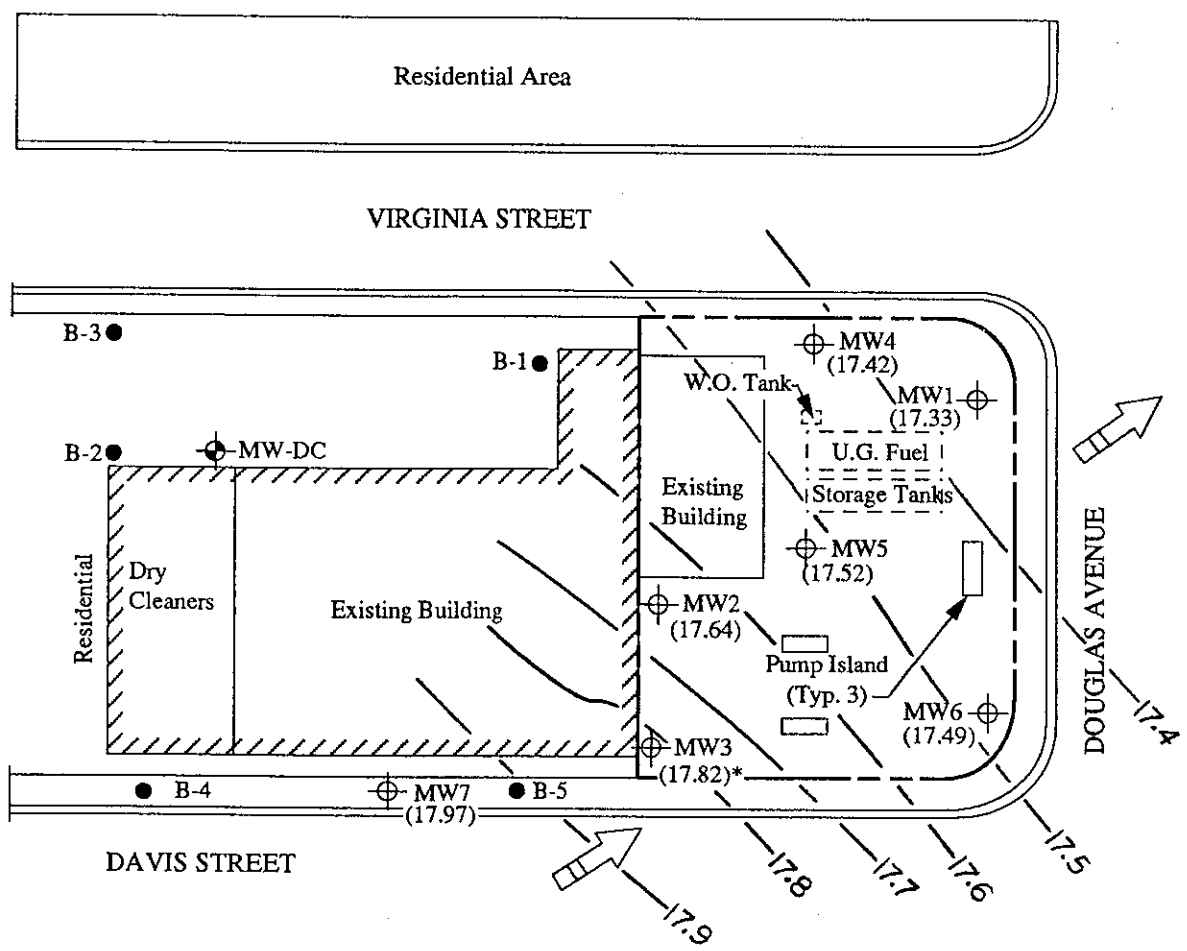 Residential Area
VIRGINIA STREET
B-3
B-1
MW4
(17.42)
W.O. Tank
MW1
(17.33)
B-2
MW-DC
U.G. Fuel
Storage Tanks
Existing
Building
DOUGLAS AVENUE
Residential
Dry
Cleaners
Existing Building
MW5
(17.52)
MW2
(17.64)
Pump Island
(Typ. 3)
MW6
(17.49)
17.4
MW3
(17.82)*
B-4
MW7
(17.97)
B-5
DAVIS STREET
17.5
17.6
17.7
17.8
17.9